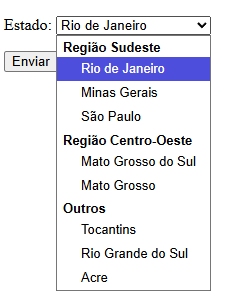 Estado: Rio de Janeiro
Enviar
Região Sudeste
Rio de Janeiro
Minas Gerais
São Paulo
Região Centro-Oeste
Mato Grosso do Sul
Mato Grosso
Outros
Tocantins
Rio Grande do Sul
Acre